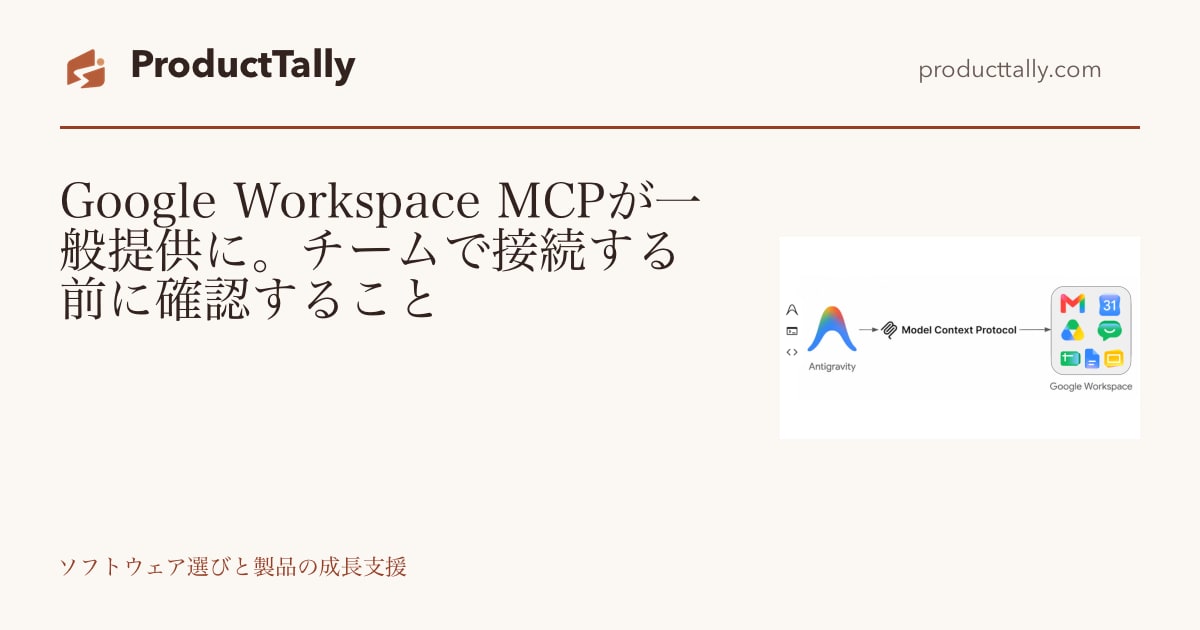 ProductTally
producttally.com
Google Workspace MCPが一
般提供に。チームで接続する
前に確認すること
31
Model Context Protocol
Antigravity
Google Workspace
ソフトウェア選びと製品の成長支援